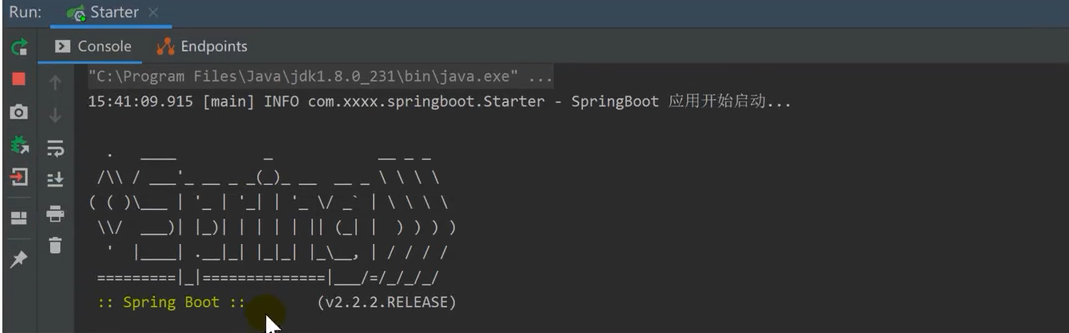 Run: Starter
Console Endpoints
"C:\Program Files\Java\jdk1.8.0_231\bin\java.exe" ...
15:41:09.915 [main] INFO com.xxxx.springboot.Starter - SpringBoot 应用开始启动...
  .   ____          _            __ _ _
 /\\ / ___'_ __ _ _(_)_ __  __ _ \ \ \ \
( ( )\___ | '_ | '_| | '_ \/ _` | \ \ \ \
 \\/  ___)| |_)| | | | | || (_| |  ) ) ) )
  '  |____| .__|_| |_|_| |_\__, | / / / /
 =========|_|==============|___/=/_/_/_/
 :: Spring Boot ::        (v2.2.2.RELEASE)